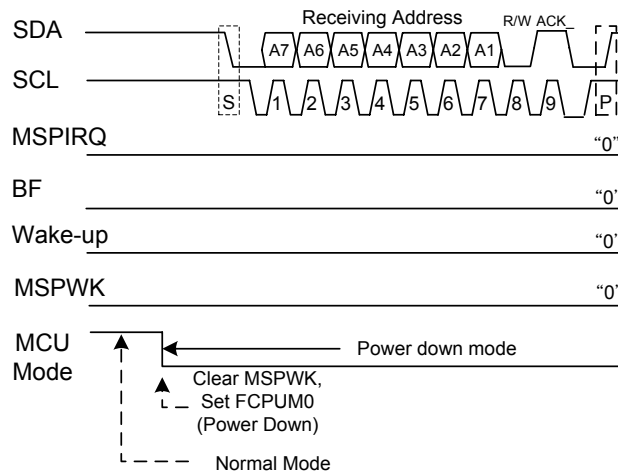 Receiving Address
R/W ACK_
SDA
A7 A6 A5 A4 A3 A2 A1
SCL
S 1 2 3 4 5 6 7 8 9 P
MSPIRQ
“0”
BF
“0”
Wake-up
“0”
MSPWK
“0”
MCU
Mode
Power down mode
Clear MSPWK,
Set FCPUM0
(Power Down)
Normal Mode